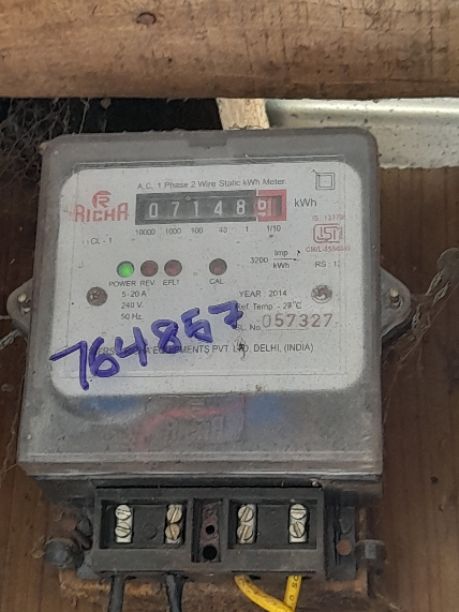 A.C. 1 Phase 2 Wire Static kWh Meter
RICHA
07148 kWh
10000 1000 100 1 1/10
CL - 1
3200 Imp
kWh
POWER REV. EFLT CAL
5 - 20 A
240 V.
50 Hz.
YEAR : 2014
Ref. Temp - 27°C
SL. No. 057327
764857
EQUIPMENTS PVT. LTD, DELHI, (INDIA)